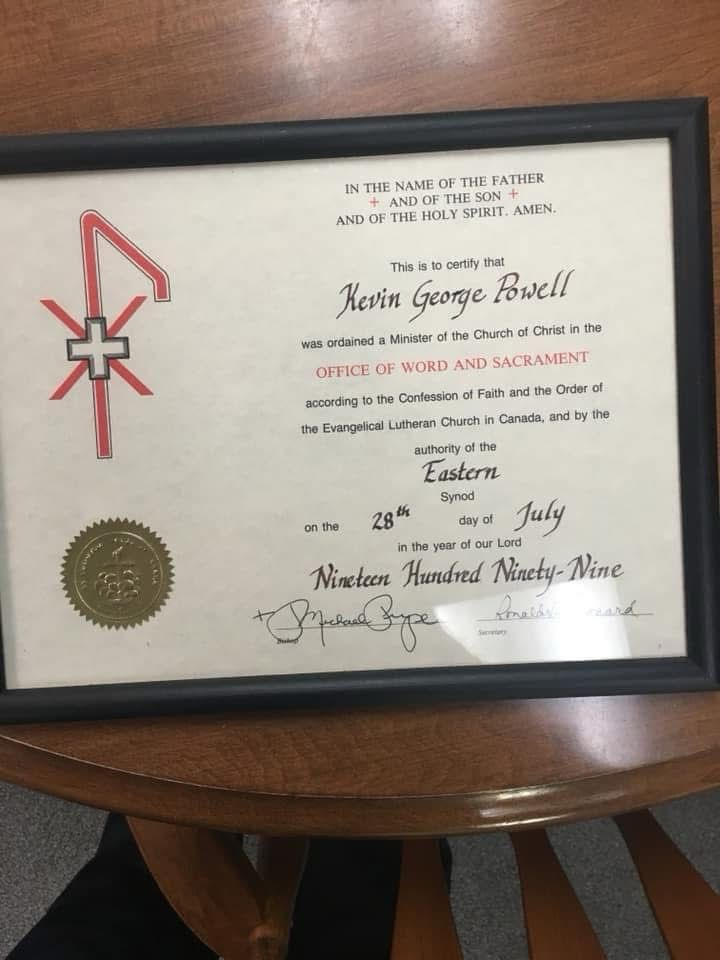 IN THE NAME OF THE FATHER
+ AND OF THE SON +
AND OF THE HOLY SPIRIT. AMEN.
This is to certify that
Kevin George Powell
was ordained a Minister of the Church of Christ in the
OFFICE OF WORD AND SACRAMENT
according to the Confession of Faith and the Order of
the Evangelical Lutheran Church in Canada, and by the
authority of the
Eastern
Synod
on the 28th day of July
in the year of our Lord
Nineteen Hundred Ninety-Nine
+ Michael Pryse
Bishop
Secretary